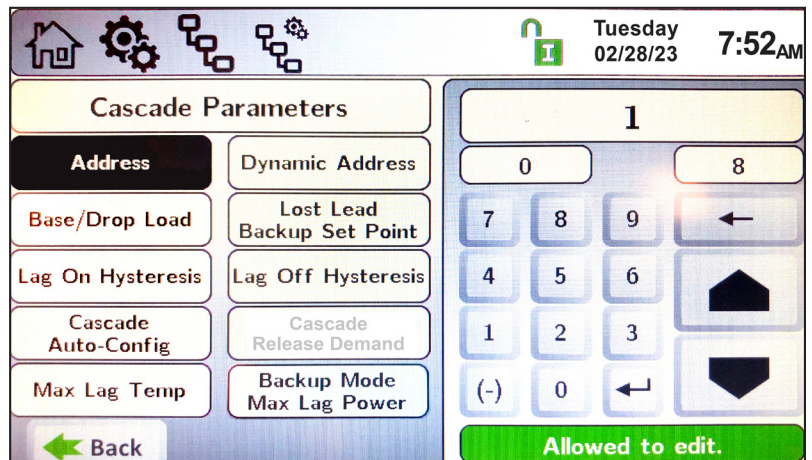 Tuesday
02/28/23
7:52AM
Cascade Parameters
Address
Dynamic Address
Base/Drop Load
Lost Lead
Backup Set Point
Lag On Hysteresis
Lag Off Hysteresis
Cascade
Auto-Config
Cascade
Release Demand
Max Lag Temp
Backup Mode
Max Lag Power
Back
1
0
8
7
8
9
4
5
6
1
2
3
(-)
0
Allowed to edit.